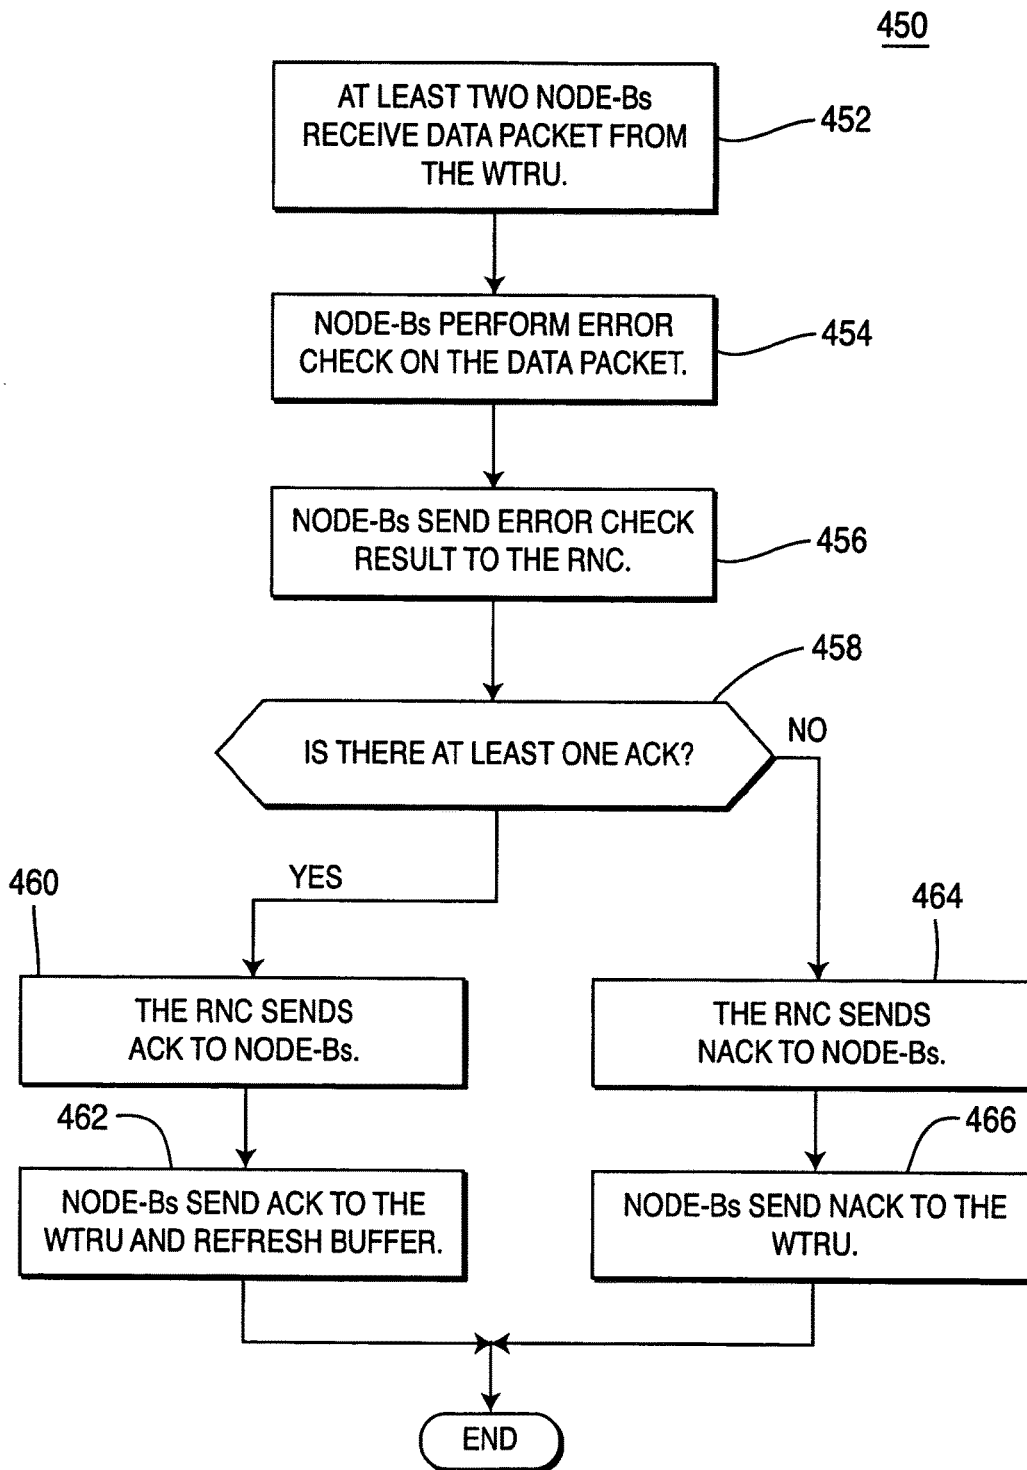 450
AT LEAST TWO NODE-Bs
RECEIVE DATA PACKET FROM
THE WTRU.
452
NODE-Bs PERFORM ERROR
CHECK ON THE DATA PACKET.
454
NODE-Bs SEND ERROR CHECK
RESULT TO THE RNC.
456
458
IS THERE AT LEAST ONE ACK?
NO
YES
460
464
THE RNC SENDS
ACK TO NODE-Bs.
THE RNC SENDS
NACK TO NODE-Bs.
462
466
NODE-Bs SEND ACK TO THE
WTRU AND REFRESH BUFFER.
NODE-Bs SEND NACK TO THE
WTRU.
END